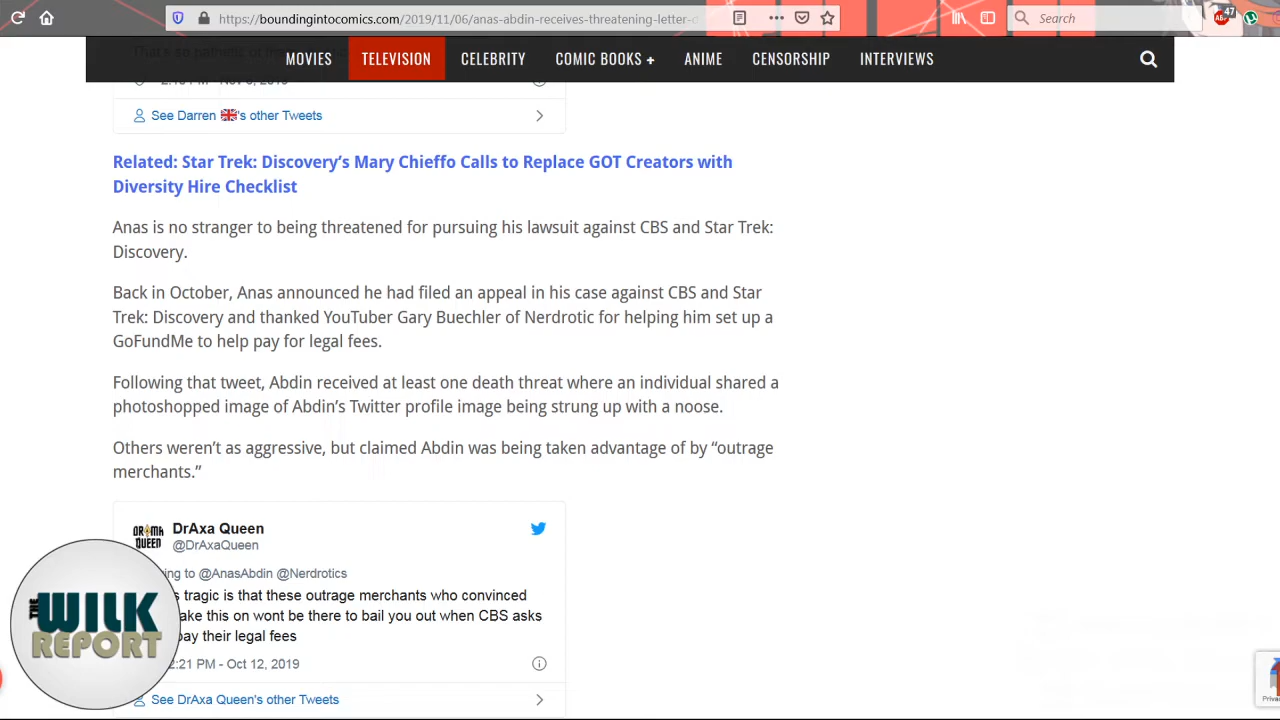 https://boundingintocomics.com/2019/11/06/anas-abdin-receives-threatening-letter-
Search
47
MOVIES
TELEVISION
CELEBRITY
COMIC BOOKS +
ANIME
CENSORSHIP
INTERVIEWS
See Darren 🇬🇧's other Tweets
Related: Star Trek: Discovery’s Mary Chieffo Calls to Replace GOT Creators with
Diversity Hire Checklist
Anas is no stranger to being threatened for pursuing his lawsuit against CBS and Star Trek:
Discovery.
Back in October, Anas announced he had filed an appeal in his case against CBS and Star
Trek: Discovery and thanked YouTuber Gary Buechler of Nerdrotic for helping him set up a
GoFundMe to help pay for legal fees.
Following that tweet, Abdin received at least one death threat where an individual shared a
photoshopped image of Abdin’s Twitter profile image being strung up with a noose.
Others weren’t as aggressive, but claimed Abdin was being taken advantage of by “outrage
merchants.”
DRAMA
QUEEN
DrAxa Queen
@DrAxaQueen
to @AnasAbdin @Nerdrotics
tragic is that these outrage merchants who convinced
this on wont be there to bail you out when CBS asks
pay their legal fees
2:21 PM - Oct 12, 2019
See DrAxa Queen's other Tweets
THE
WILK
REPORT